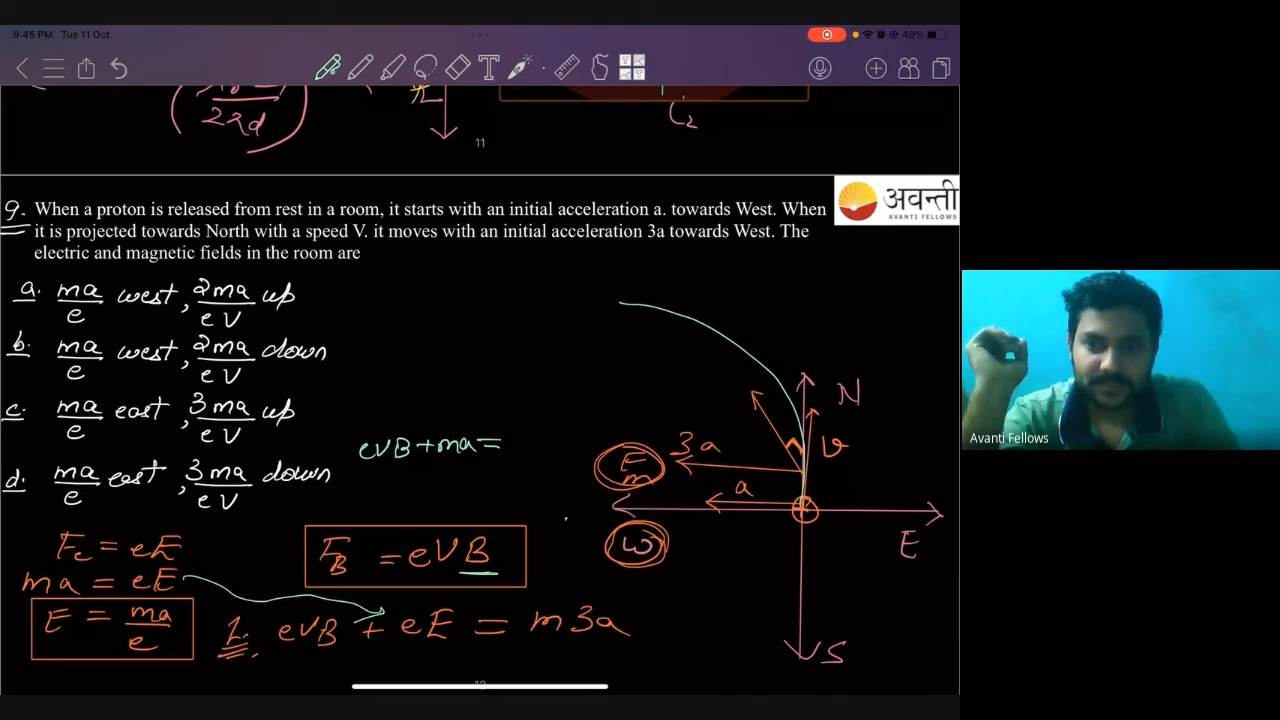 9:45 PM Tue 11 Oct
49%
22d
11
अवन्ती
AVANTI FELLOWS
9. When a proton is released from rest in a room, it starts with an initial acceleration a. towards West. When
it is projected towards North with a speed V. it moves with an initial acceleration 3a towards West. The
electric and magnetic fields in the room are
a. ma/e west, 2ma/eV up
b. ma/e west, 2ma/eV down
c. ma/e east, 3ma/eV up
d. ma/e east, 3ma/eV down
evB + ma =
N
v
3a
Fm
a
W
E
S
Fe = eE
ma = eE
E = ma/e
FB = eVB
1. eVB + eE = m3a
12
Avanti Fellows